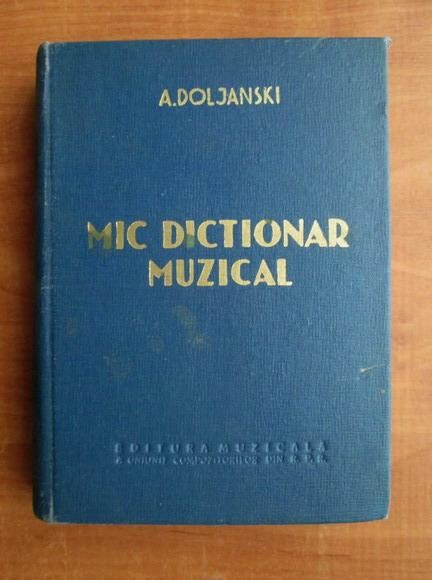 A. DOLJANSKI
MIC DICTIONAR
MUZICAL
EDITURA MUZICALA
A UNIUNII COMPOZITORILOR DIN R. P. R.